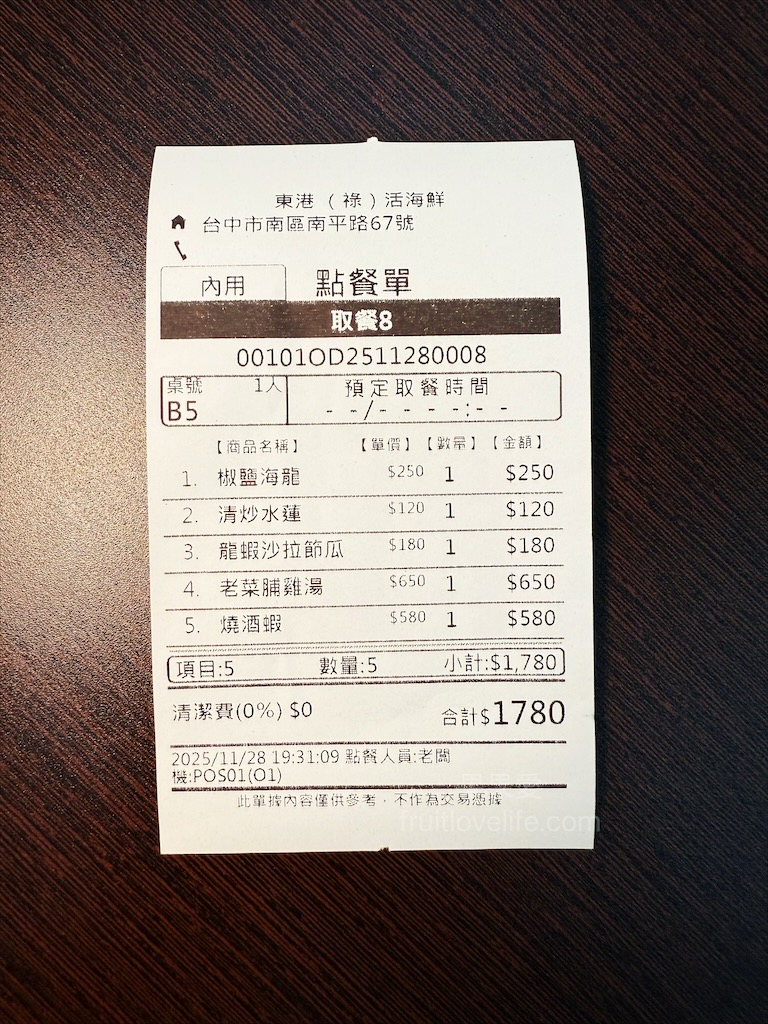 東港（祿）活海鮮
台中市南區南平路67號
內用 點餐單
取餐8
00101OD2511280008
桌號 1人 預定取餐時間
B5 - -/- - - -:- -
【商品名稱】 【單價】【數量】【金額】
1. 椒鹽海龍 $250 1 $250
2. 清炒水蓮 $120 1 $120
3. 龍蝦沙拉節瓜 $180 1 $180
4. 老菜脯雞湯 $650 1 $650
5. 燒酒蝦 $580 1 $580
項目:5 數量:5 小計:$1,780
清潔費(0%) $0 合計$1780
2025/11/28 19:31:09 點餐人員:老闆
機:POS01(O1)
此單據內容僅供參考，不作為交易憑據
fruitlovelife.com